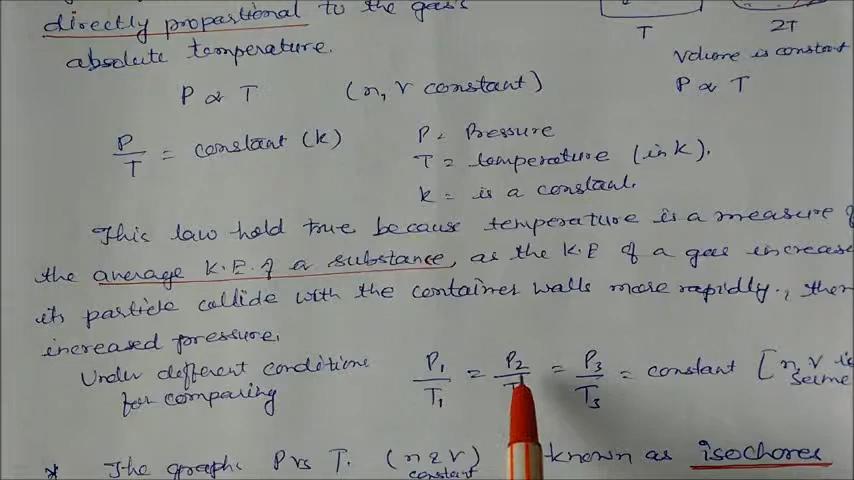 directly propastional to the gas's
absolute temperature.
T
2T
Volume is constant
P ∝ T
P ∝ T (n, V constant)
P/T = constant (k)
P = Pressure
T = temperature (in k).
k = is a constant.
This law hold true because temperature is a measure of
the average K.E of a substance, as the K.E of a gas increase
its particle collide with the container walls more rapidly., then
increased pressure.
Under different conditions
for comparing
P1/T1 = P2/T = P3/T3 = constant [n, V is
same
* The graph P vs T. (n & V) known as isochores
constant